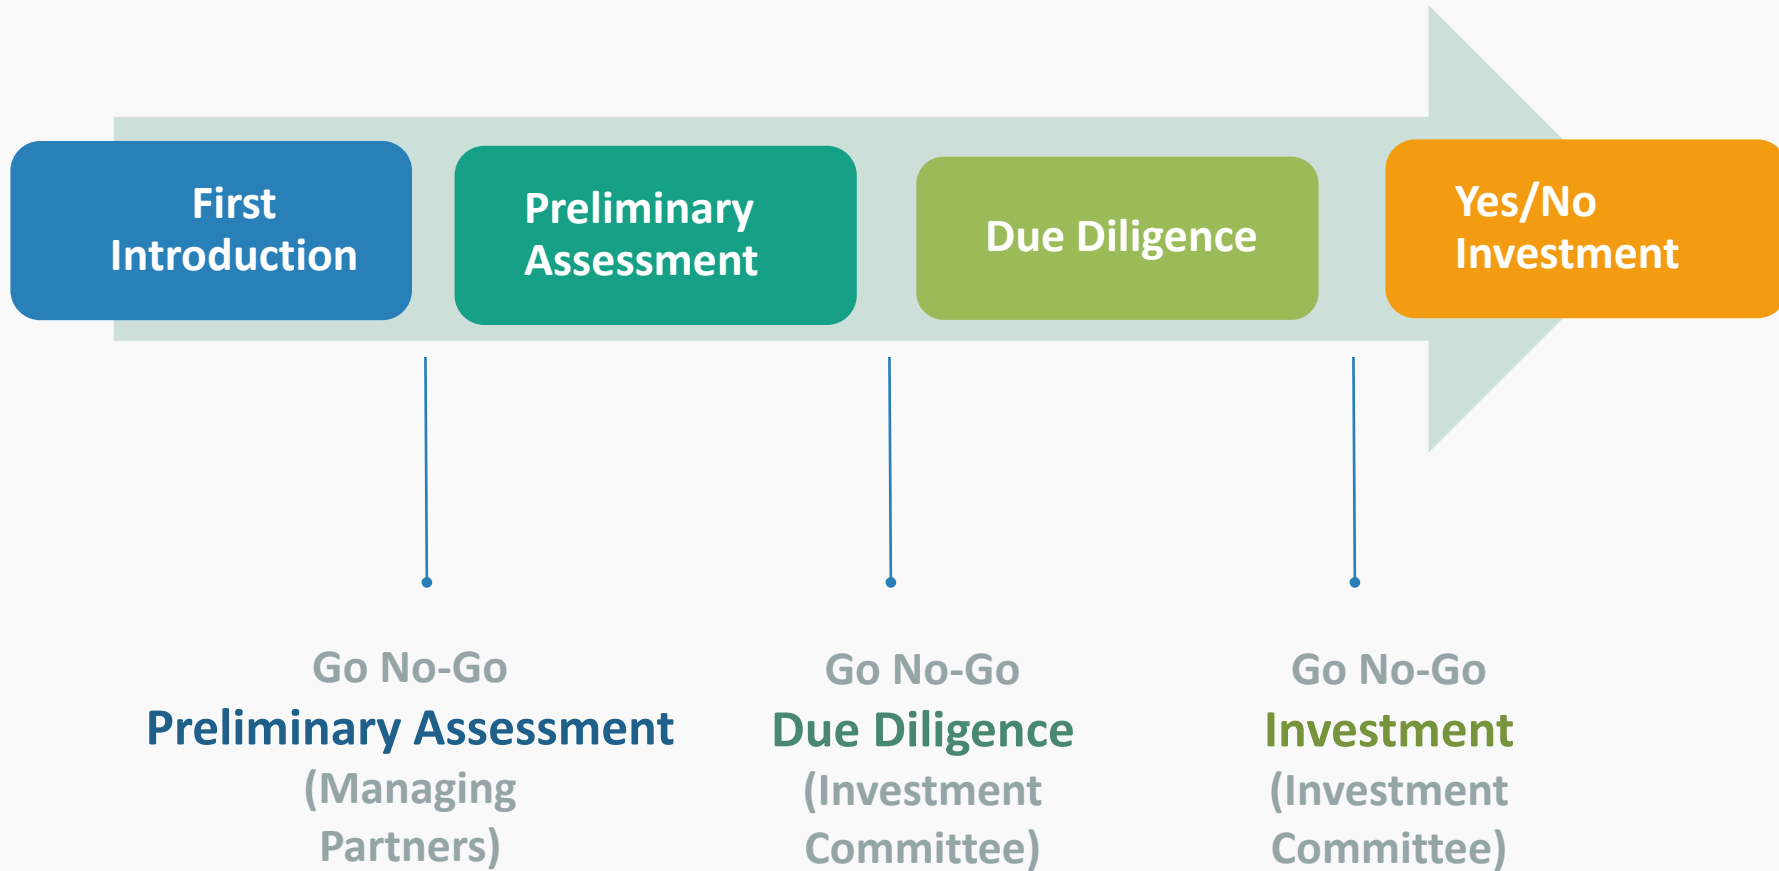 First
Introduction
Preliminary
Assessment
Due Diligence
Yes/No
Investment
Go No-Go
Preliminary Assessment
(Managing
Partners)
Go No-Go
Due Diligence
(Investment
Committee)
Go No-Go
Investment
(Investment
Committee)